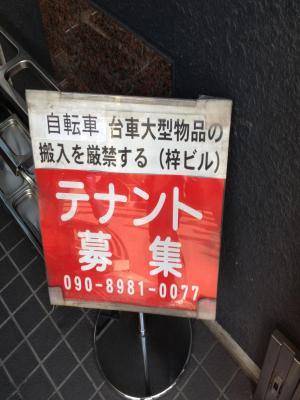 自転車 台車大型物品の
搬入を厳禁する(梓ビル)
テナント
募集
090-8981-0077